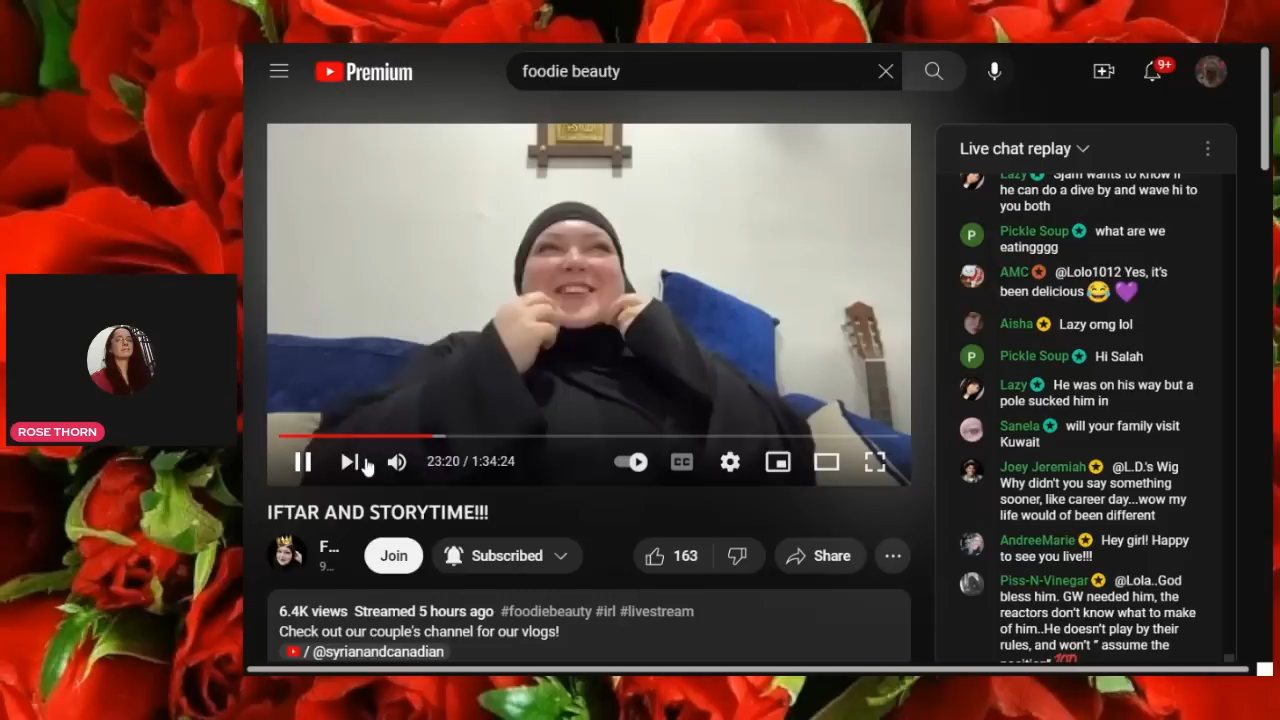 Premium
foodie beauty
9+
Live chat replay
Lazy Sjam wants to know if
he can do a dive by and wave hi to
you both
P Pickle Soup what are we
eatingggg
AMC @Lolo1012 Yes, it's
been delicious 😂 💜
Aisha Lazy omg lol
P Pickle Soup Hi Salah
Lazy He was on his way but a
pole sucked him in
Sanela will your family visit
Kuwait
Joey Jeremiah @L.D.'s Wig
Why didn't you say something
sooner, like career day...wow my
life would of been different
AndreeMarie Hey girl! Happy
to see you live!!!
Piss-N-Vinegar @Lola..God
bless him. GW needed him, the
reactors don't know what to make
of him..He doesn't play by their
rules, and won't " assume the
position" 💯
ROSE THORN
23:20 / 1:34:24
CC
IFTAR AND STORYTIME!!!
F...
9...
Join
Subscribed
163
Share
6.4K views Streamed 5 hours ago #foodiebeauty #irl #livestream
Check out our couple's channel for our vlogs!
/ @syrianandcanadian